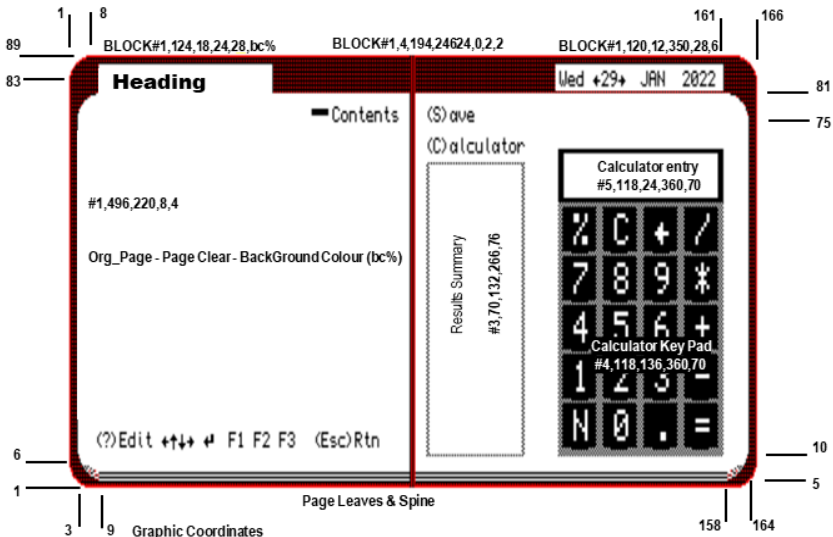 1 8 161 166
89 BLOCK#1,124,18,24,28,bc% BLOCK#1,4,194,24624,0,2,2 BLOCK#1,120,12,350,28,6
83 Heading Wed ←29→ JAN 2022 81
Contents (S)ave 75
(C)alculator
Calculator entry
#5,118,24,360,70
#1,496,220,8,4
Org_Page - Page Clear - BackGround Colour (bc%)
Results Summary
#3,70,132,266,76
% C ← /
7 8 9 *
4 5 6 +
Calculator Key Pad
#4,118,136,360,70
1 2 3 -
N 0 . =
(?)Edit ←↑↓→ ↵ F1 F2 F3 (Esc)Rtn
6 10
1 5
Page Leaves & Spine
3 9 Graphic Coordinates 158 164